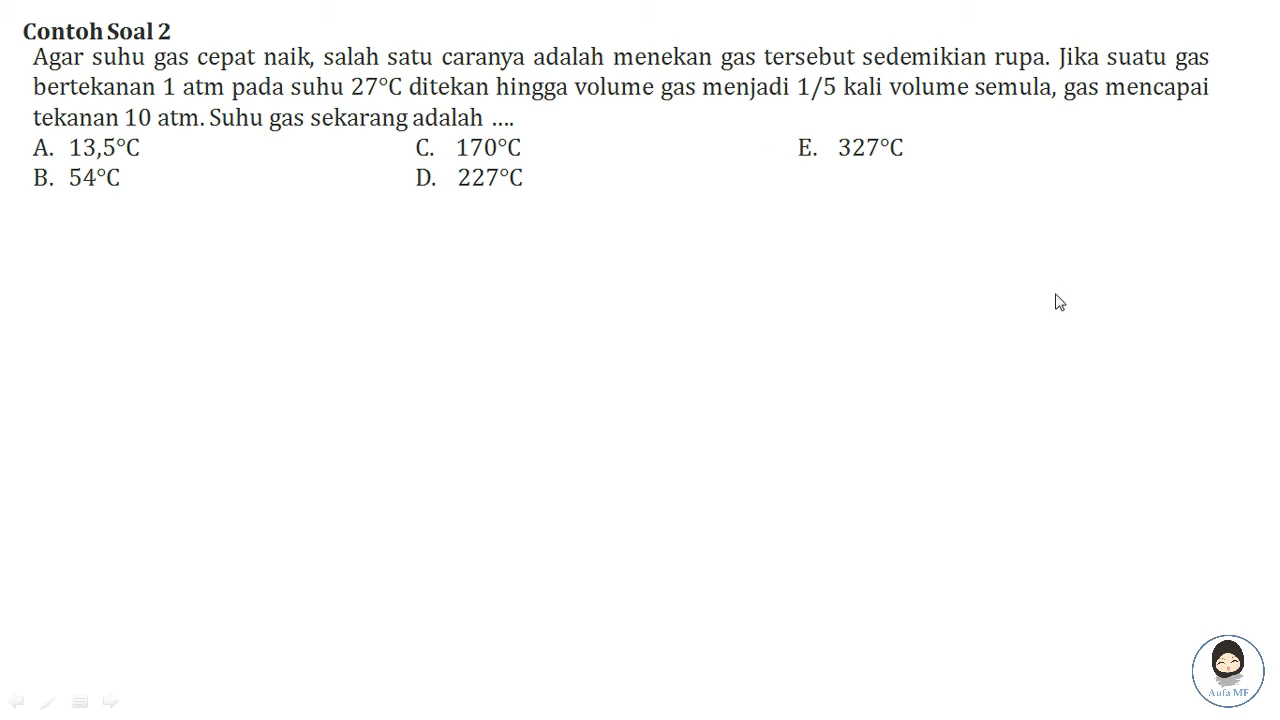 Contoh Soal 2
Agar suhu gas cepat naik, salah satu caranya adalah menekan gas tersebut sedemikian rupa. Jika suatu gas
bertekanan 1 atm pada suhu 27°C ditekan hingga volume gas menjadi 1/5 kali volume semula, gas mencapai
tekanan 10 atm. Suhu gas sekarang adalah ....
A. 13,5°C C. 170°C E. 327°C
B. 54°C D. 227°C
Aufa MF